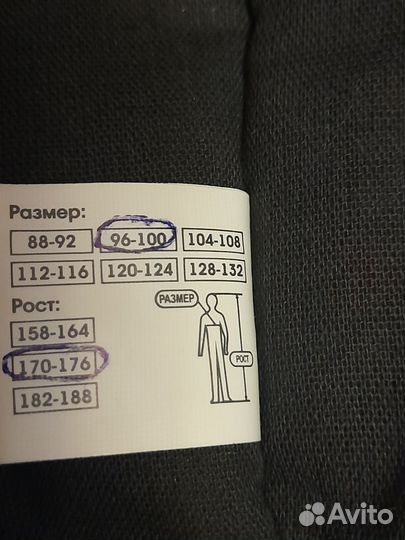 Размер:
88-92 96-100 104-108
112-116 120-124 128-132
Рост:
158-164
170-176
182-188
РАЗМЕР
РОСТ
Avito